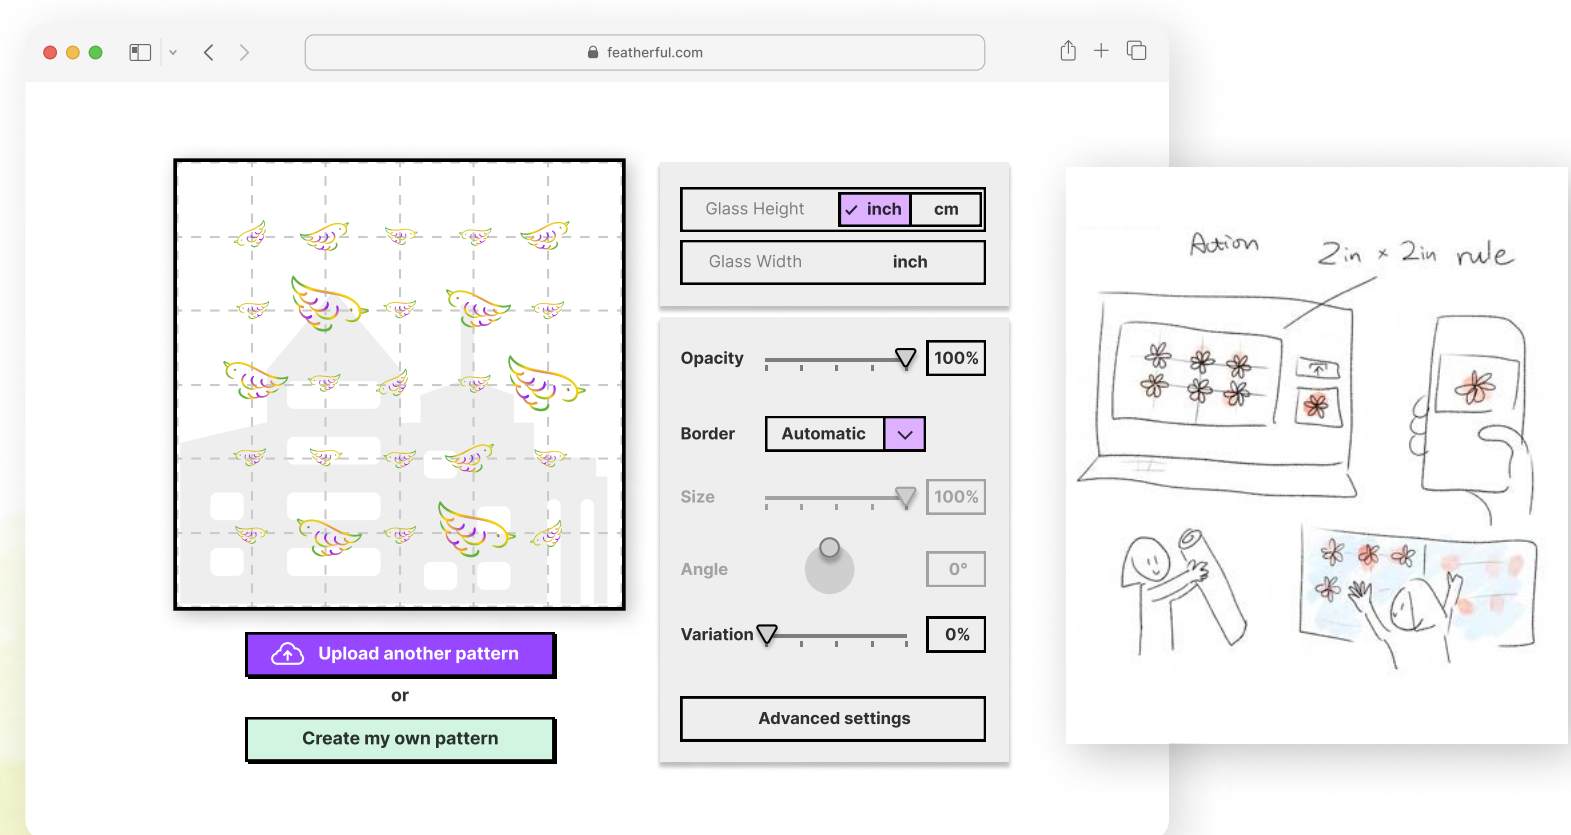 featherful.com
Glass Height
inch
cm
Glass Width
inch
Opacity
100%
Border
Automatic
Size
100%
Angle
0°
Variation
0%
Advanced settings
Upload another pattern
or
Create my own pattern
Action
2in × 2in rule